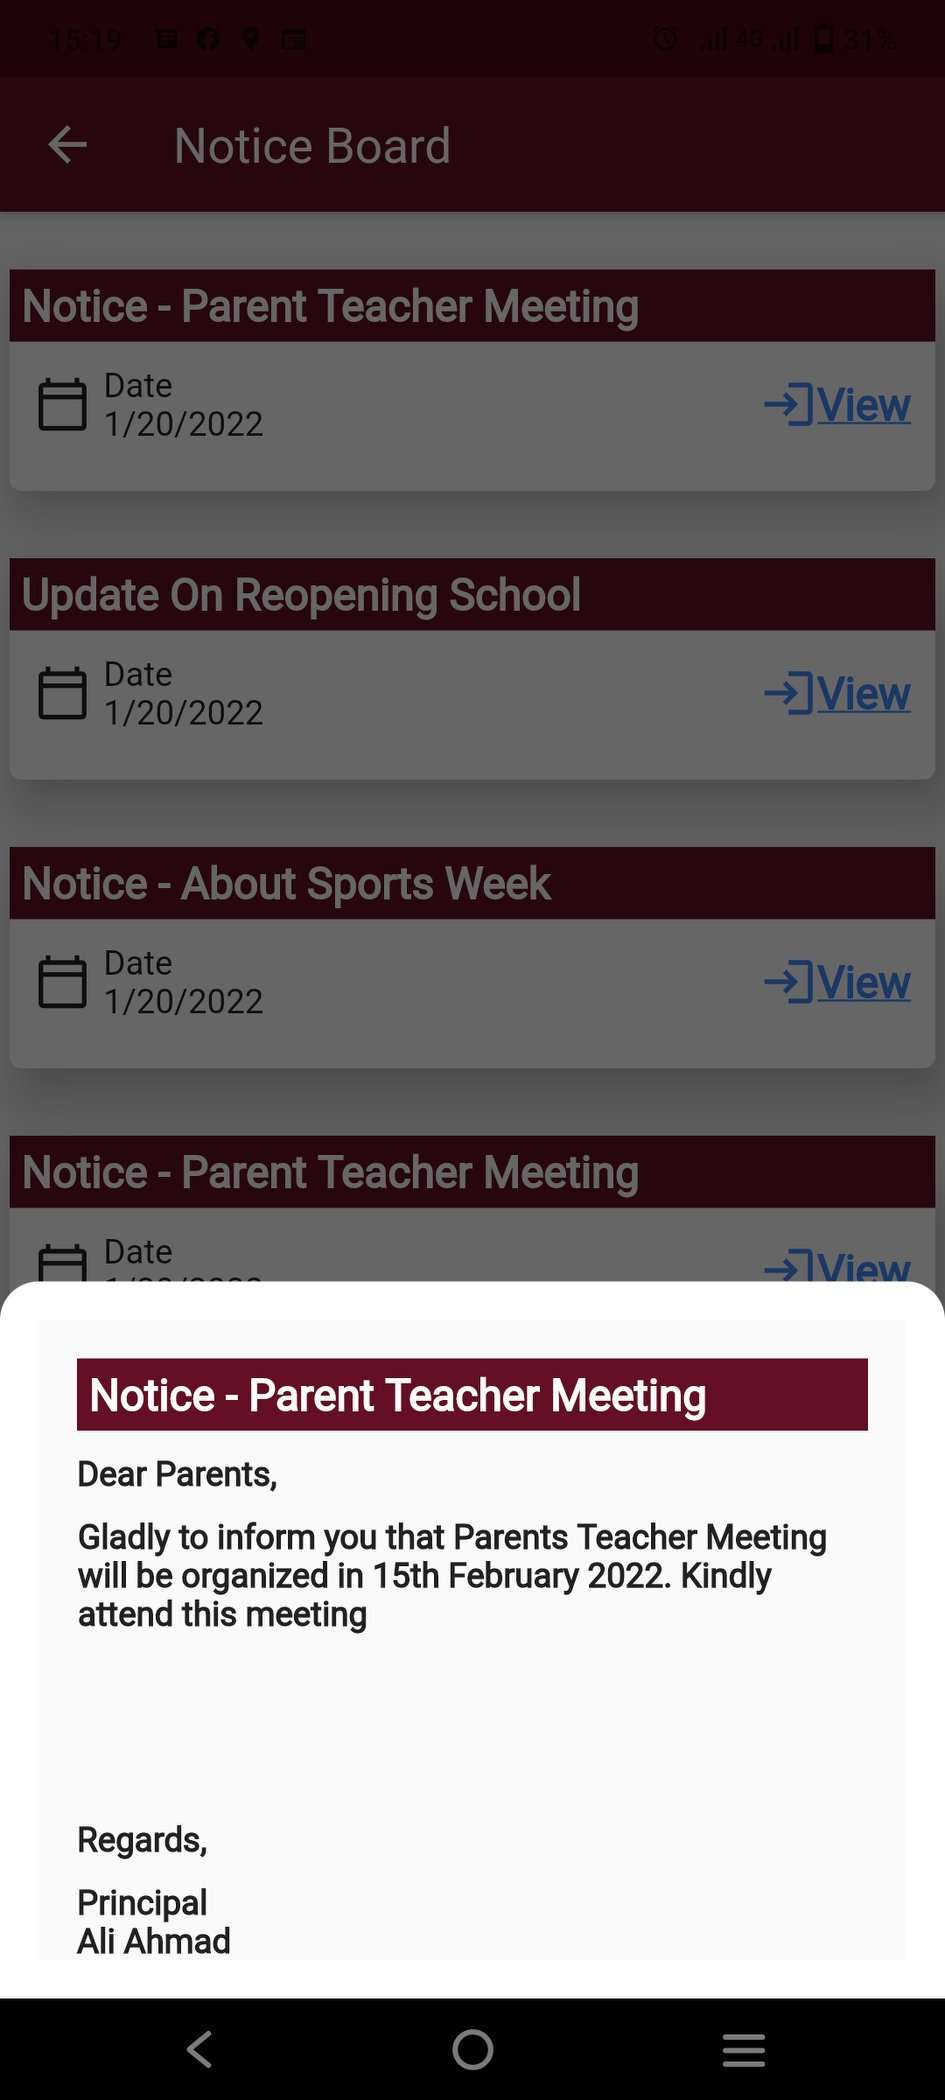 15:19 4G 31%
Notice Board
Notice - Parent Teacher Meeting
Date
1/20/2022
View
Update On Reopening School
Date
1/20/2022
View
Notice - About Sports Week
Date
1/20/2022
View
Notice - Parent Teacher Meeting
Date
View
Notice - Parent Teacher Meeting
Dear Parents,
Gladly to inform you that Parents Teacher Meeting
will be organized in 15th February 2022. Kindly
attend this meeting
Regards,
Principal
Ali Ahmad